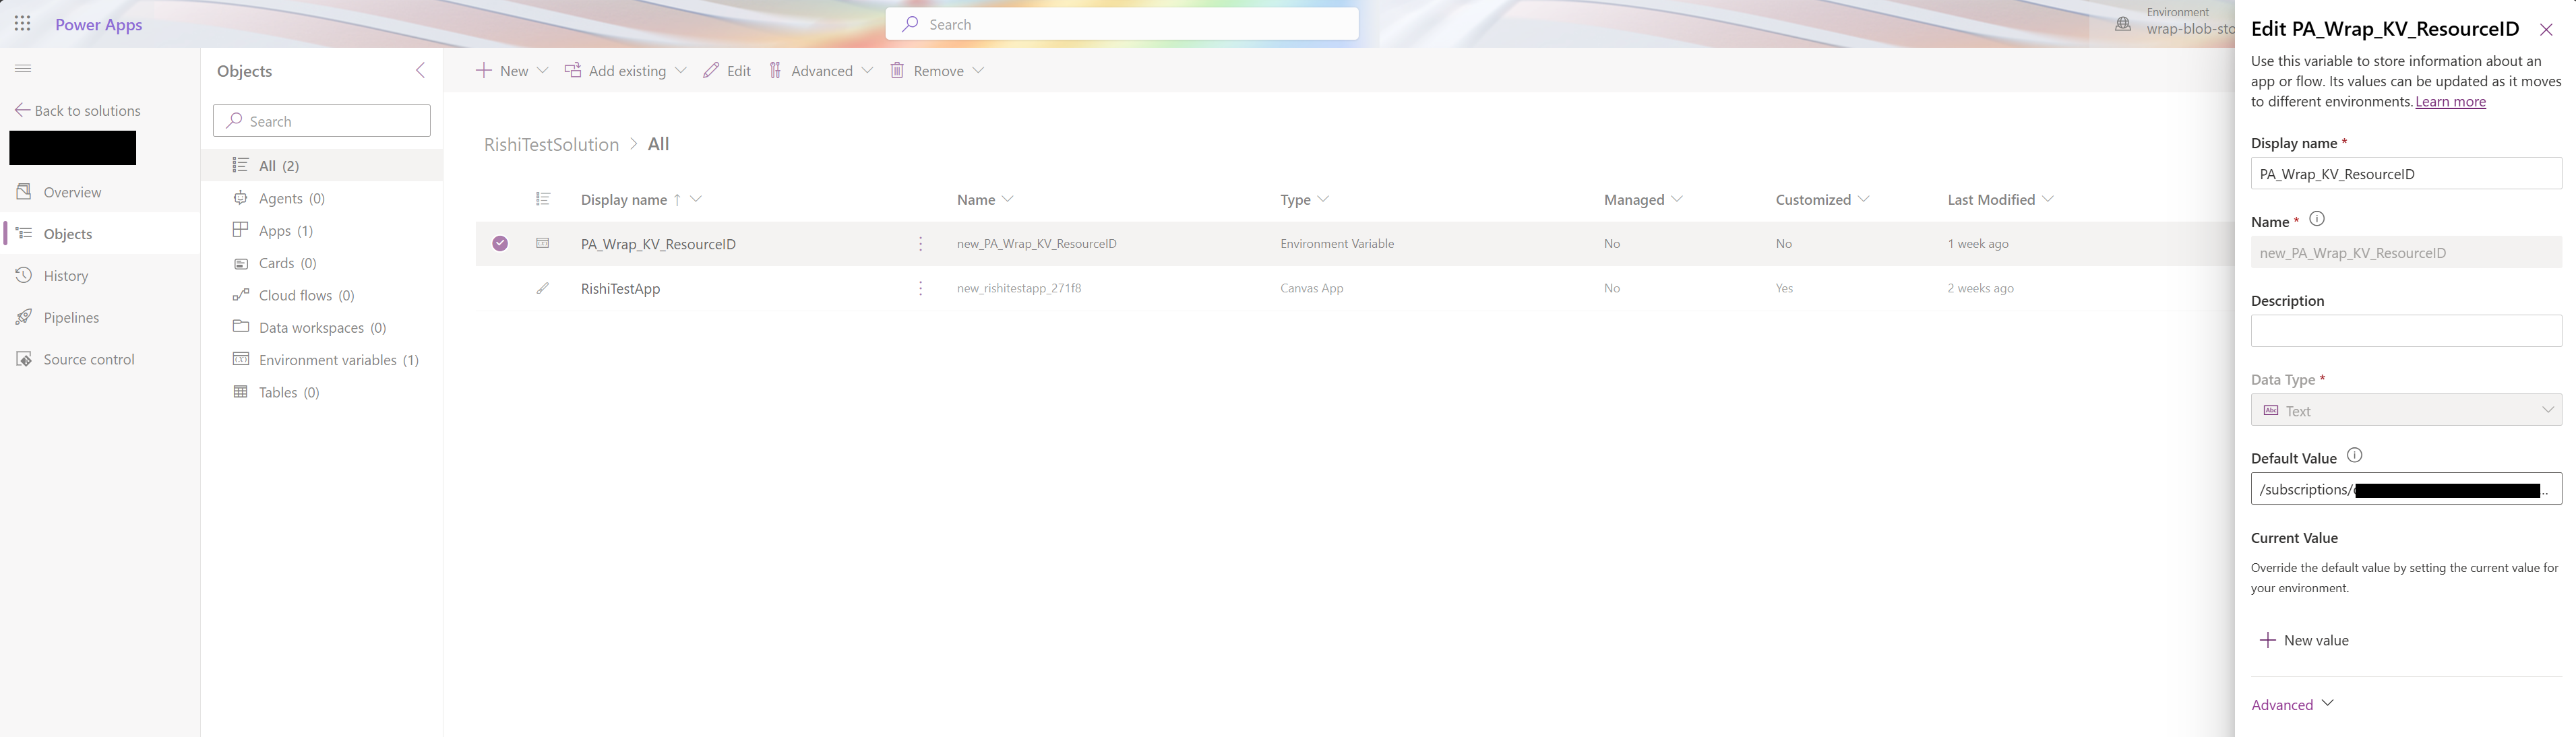 Power Apps
Search
Environment
wrap-blob-sto
Back to solutions
Overview
Objects
History
Pipelines
Source control
Objects
Search
All (2)
Agents (0)
Apps (1)
Cards (0)
Cloud flows (0)
Data workspaces (0)
Environment variables (1)
Tables (0)
New Add existing Edit Advanced Remove
RishiTestSolution > All
Display name ↑ Name Type Managed Customized Last Modified
PA_Wrap_KV_ResourceID new_PA_Wrap_KV_ResourceID Environment Variable No No 1 week ago
RishiTestApp new_rishitestapp_271f8 Canvas App No Yes 2 weeks ago
Edit PA_Wrap_KV_ResourceID
Use this variable to store information about an
app or flow. Its values can be updated as it moves
to different environments. Learn more
Display name *
PA_Wrap_KV_ResourceID
Name *
new_PA_Wrap_KV_ResourceID
Description
Data Type *
Abc Text
Default Value
/subscriptions/
Current Value
Override the default value by setting the current value for
your environment.
New value
Advanced